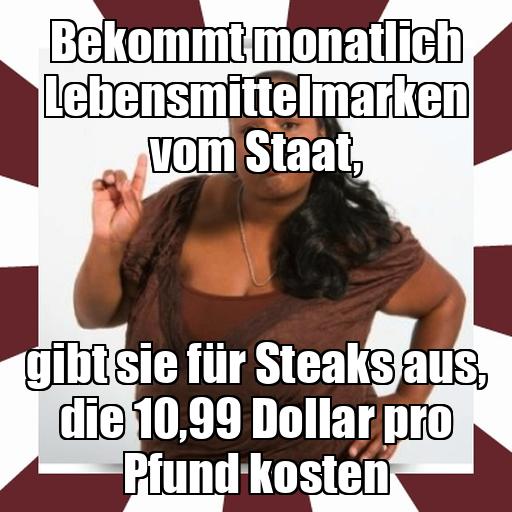 Bekommt monatlich
Lebensmittelmarken
vom Staat,
gibt sie für Steaks aus,
die 10,99 Dollar pro
Pfund kosten